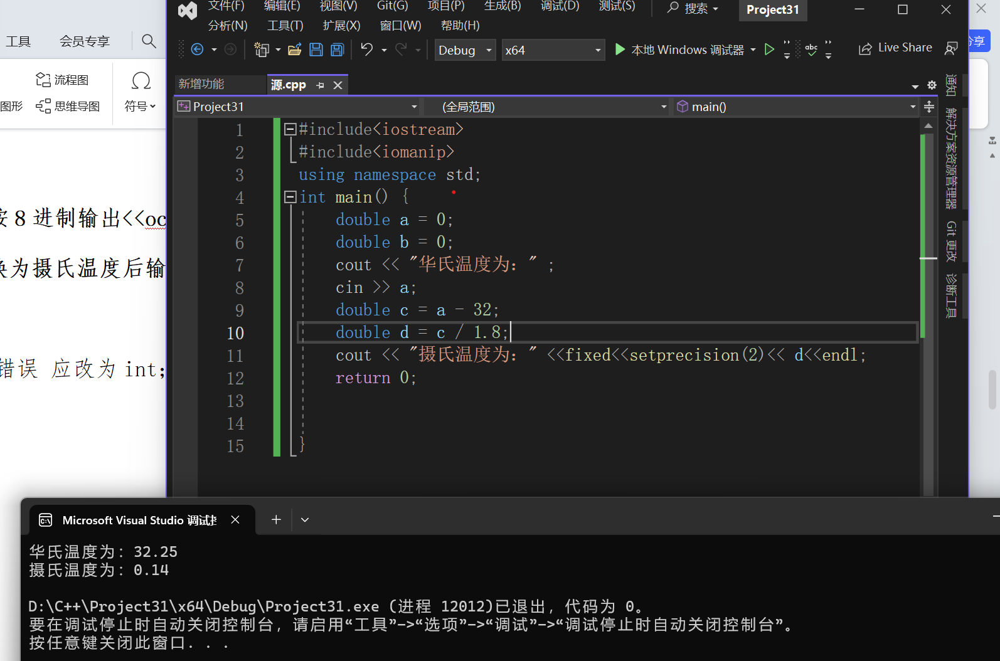 文件(F) 编辑(E) 视图(V) Git(G) 项目(P) 生成(B) 调试(D) 测试(S) 搜索 Project31
分析(N) 工具(T) 扩展(X) 窗口(W) 帮助(H)
工具 会员专享
Debug x64 本地 Windows 调试器 abc Live Share
分享
流程图
图形 思维导图 符号
新增功能 源.cpp
Project31 (全局范围) main()
通知
解决方案资源管理器
Git 更改
诊断工具
1 #include<iostream>
2 #include<iomanip>
3 using namespace std;
4 int main() {
5 double a = 0;
6 double b = 0;
7 cout << "华氏温度为：" ;
8 cin >> a;
9 double c = a - 32;
10 double d = c / 1.8;
11 cout << "摄氏温度为：" <<fixed<<setprecision(2)<< d<<endl;
12 return 0;
13
14
15 }
按 8 进制输出<<oc
换为摄氏温度后输
错误 应改为 int;
Microsoft Visual Studio 调试
华氏温度为：32.25
摄氏温度为：0.14
D:\C++\Project31\x64\Debug\Project31.exe (进程 12012)已退出，代码为 0。
要在调试停止时自动关闭控制台，请启用“工具”->“选项”->“调试”->“调试停止时自动关闭控制台”。
按任意键关闭此窗口. . .